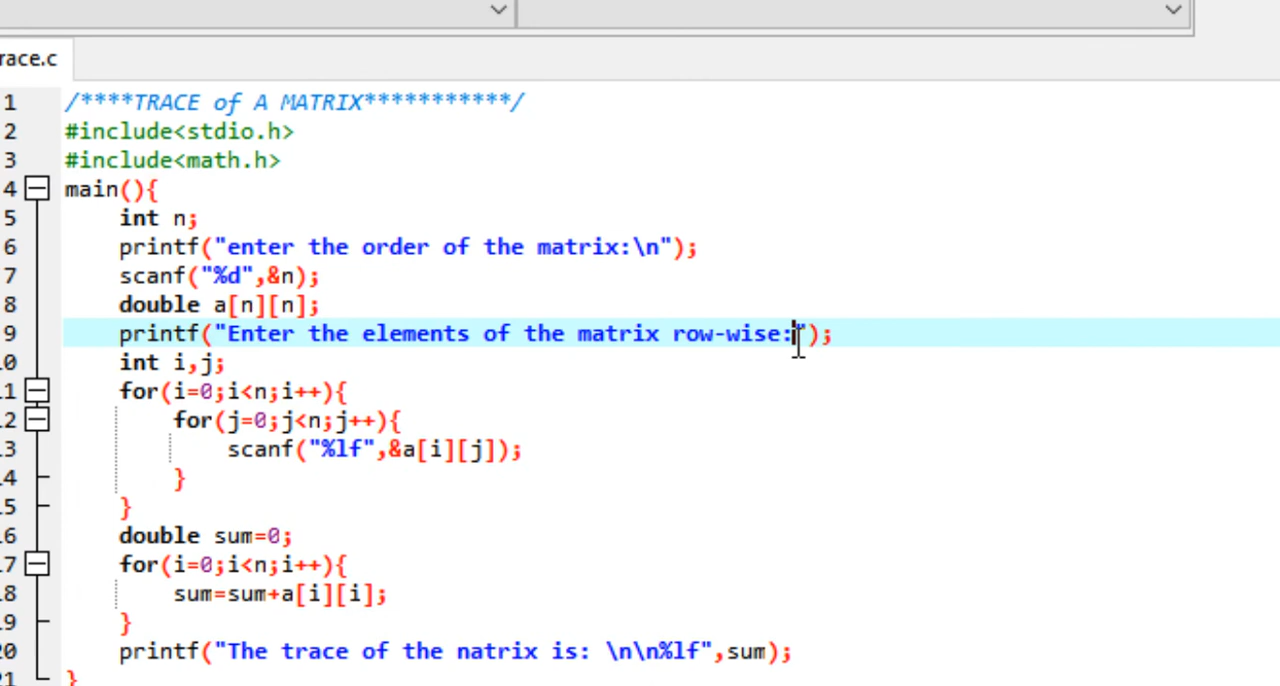 race.c
1 /****TRACE of A MATRIX***********/
2 #include<stdio.h>
3 #include<math.h>
4 main(){
5 int n;
6 printf("enter the order of the matrix:\n");
7 scanf("%d",&n);
8 double a[n][n];
9 printf("Enter the elements of the matrix row-wise:");
10 int i,j;
11 for(i=0;i<n;i++){
12 for(j=0;j<n;j++){
13 scanf("%lf",&a[i][j]);
14 }
15 }
16 double sum=0;
17 for(i=0;i<n;i++){
18 sum=sum+a[i][i];
19 }
20 printf("The trace of the natrix is: \n\n%lf",sum);
21 }